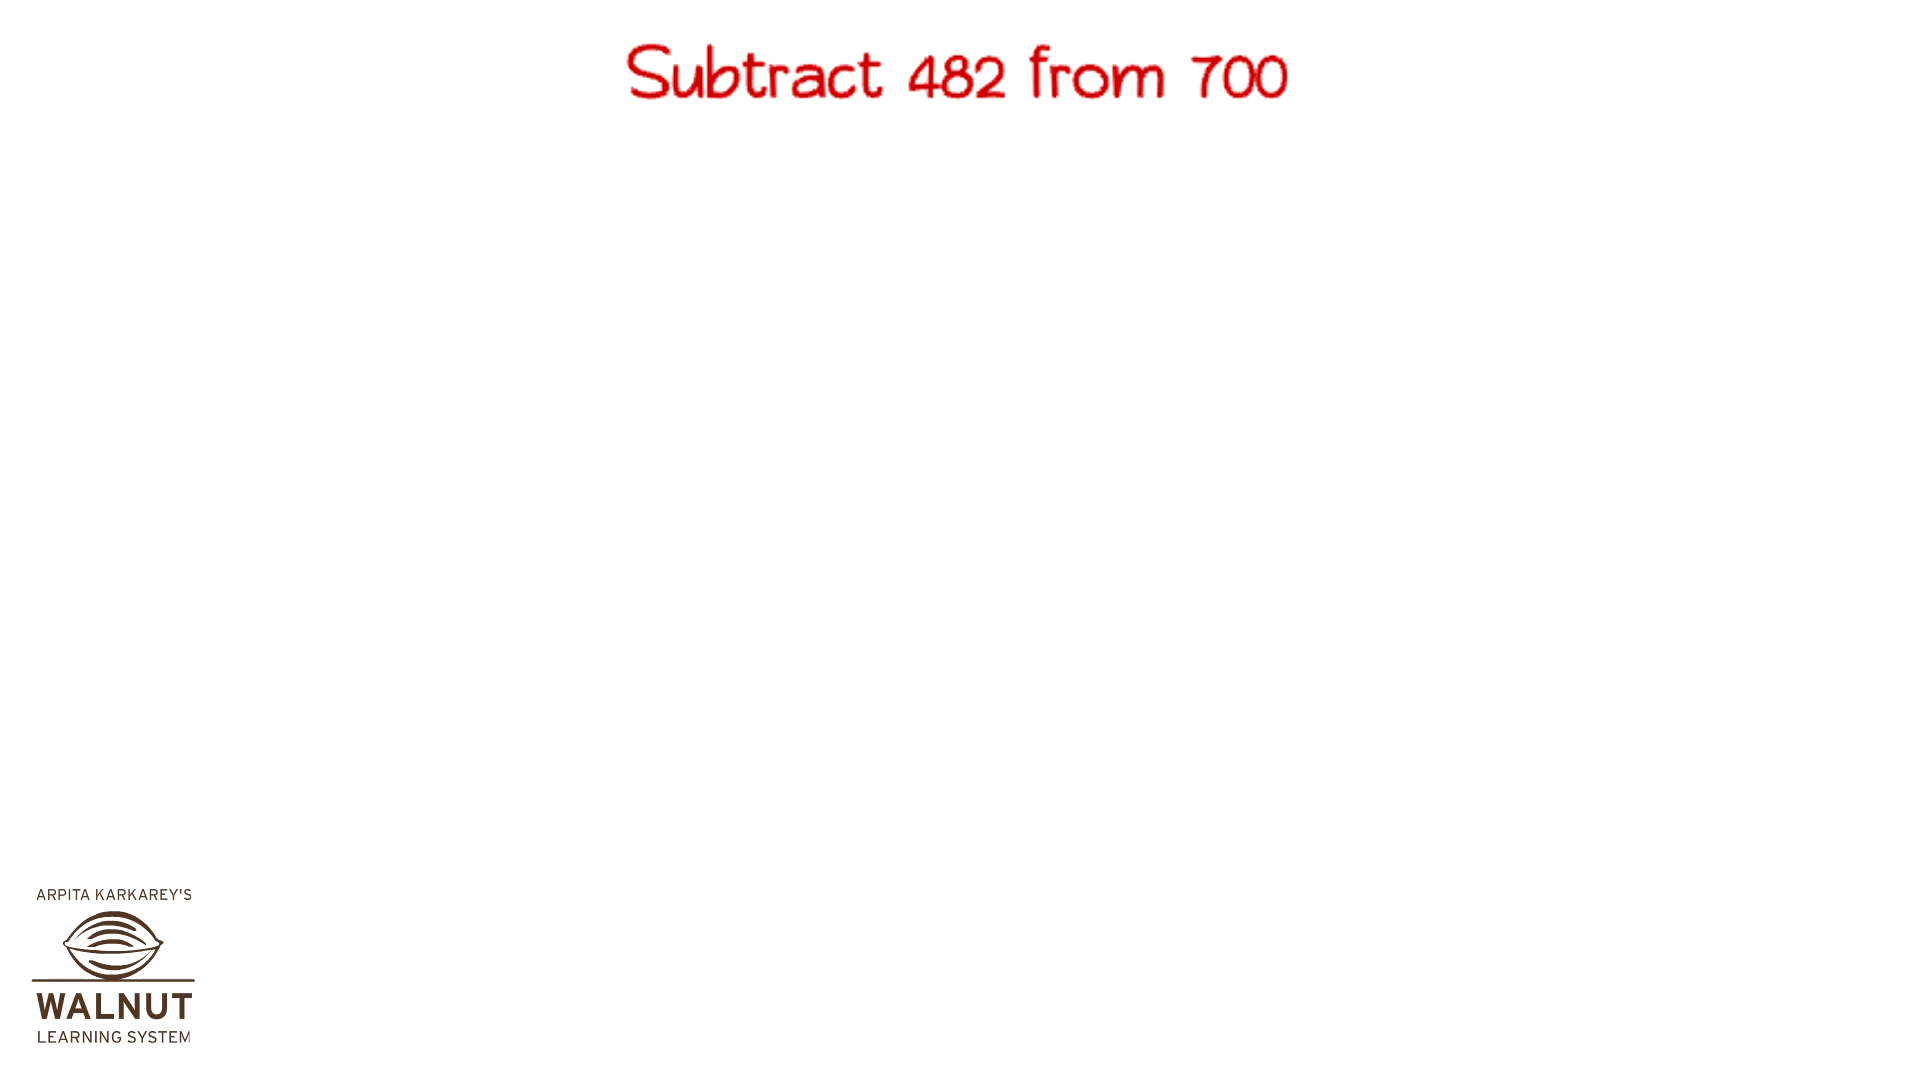 Subtract 482 from 700
ARPITA KARKAREY'S
WALNUT
LEARNING SYSTEM